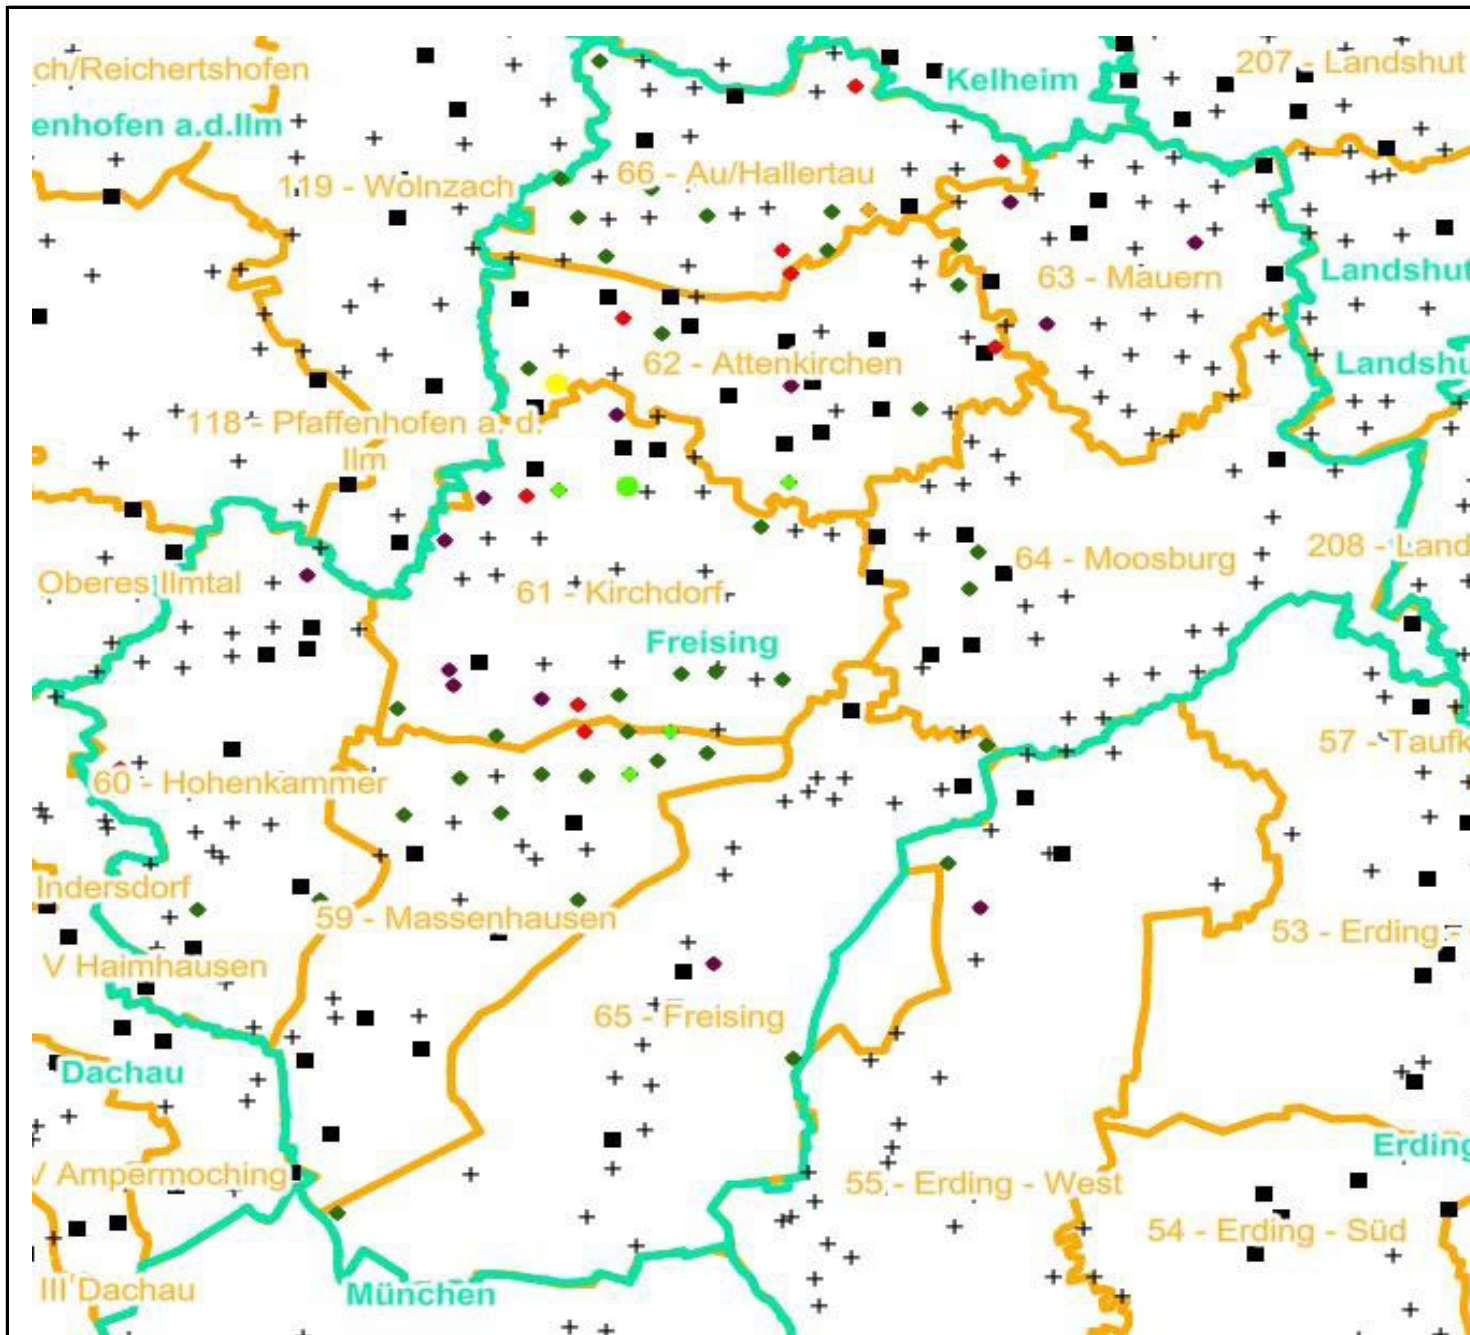 ch/Reichertshofen
207 - Landshut
Kelheim
enhofen a.d.Ilm
66 - Au/Hallertau
119 - Wolnzach
63 - Mauern
Landshut
62 - Attenkirchen
Landshu
118 - Pfaffenhofen a. d.
Ilm
208 - Land
64 - Moosburg
Oberes Ilmtal
61 - Kirchdorf
Freising
57 - Taufk
60 - Hohenkammer
Indersdorf
59 - Massenhausen
53 - Erding -
V Haimhausen
65 - Freising
Dachau
Erding
V Ampermoching
55 - Erding - West
54 - Erding - Süd
III Dachau
München